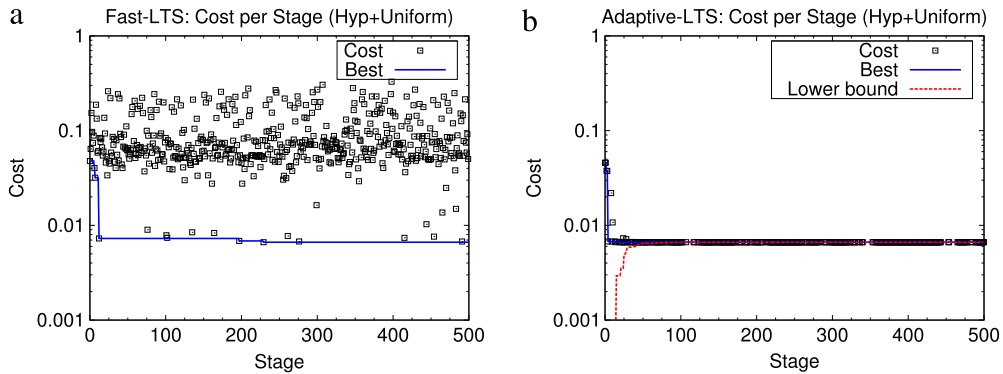 a
Fast-LTS: Cost per Stage (Hyp+Uniform)
Cost
Best
1
0.1
0.01
0.001
Cost
0 100 200 300 400 500
Stage
b
Adaptive-LTS: Cost per Stage (Hyp+Uniform)
Cost
Best
Lower bound
1
0.1
0.01
0.001
Cost
0 100 200 300 400 500
Stage